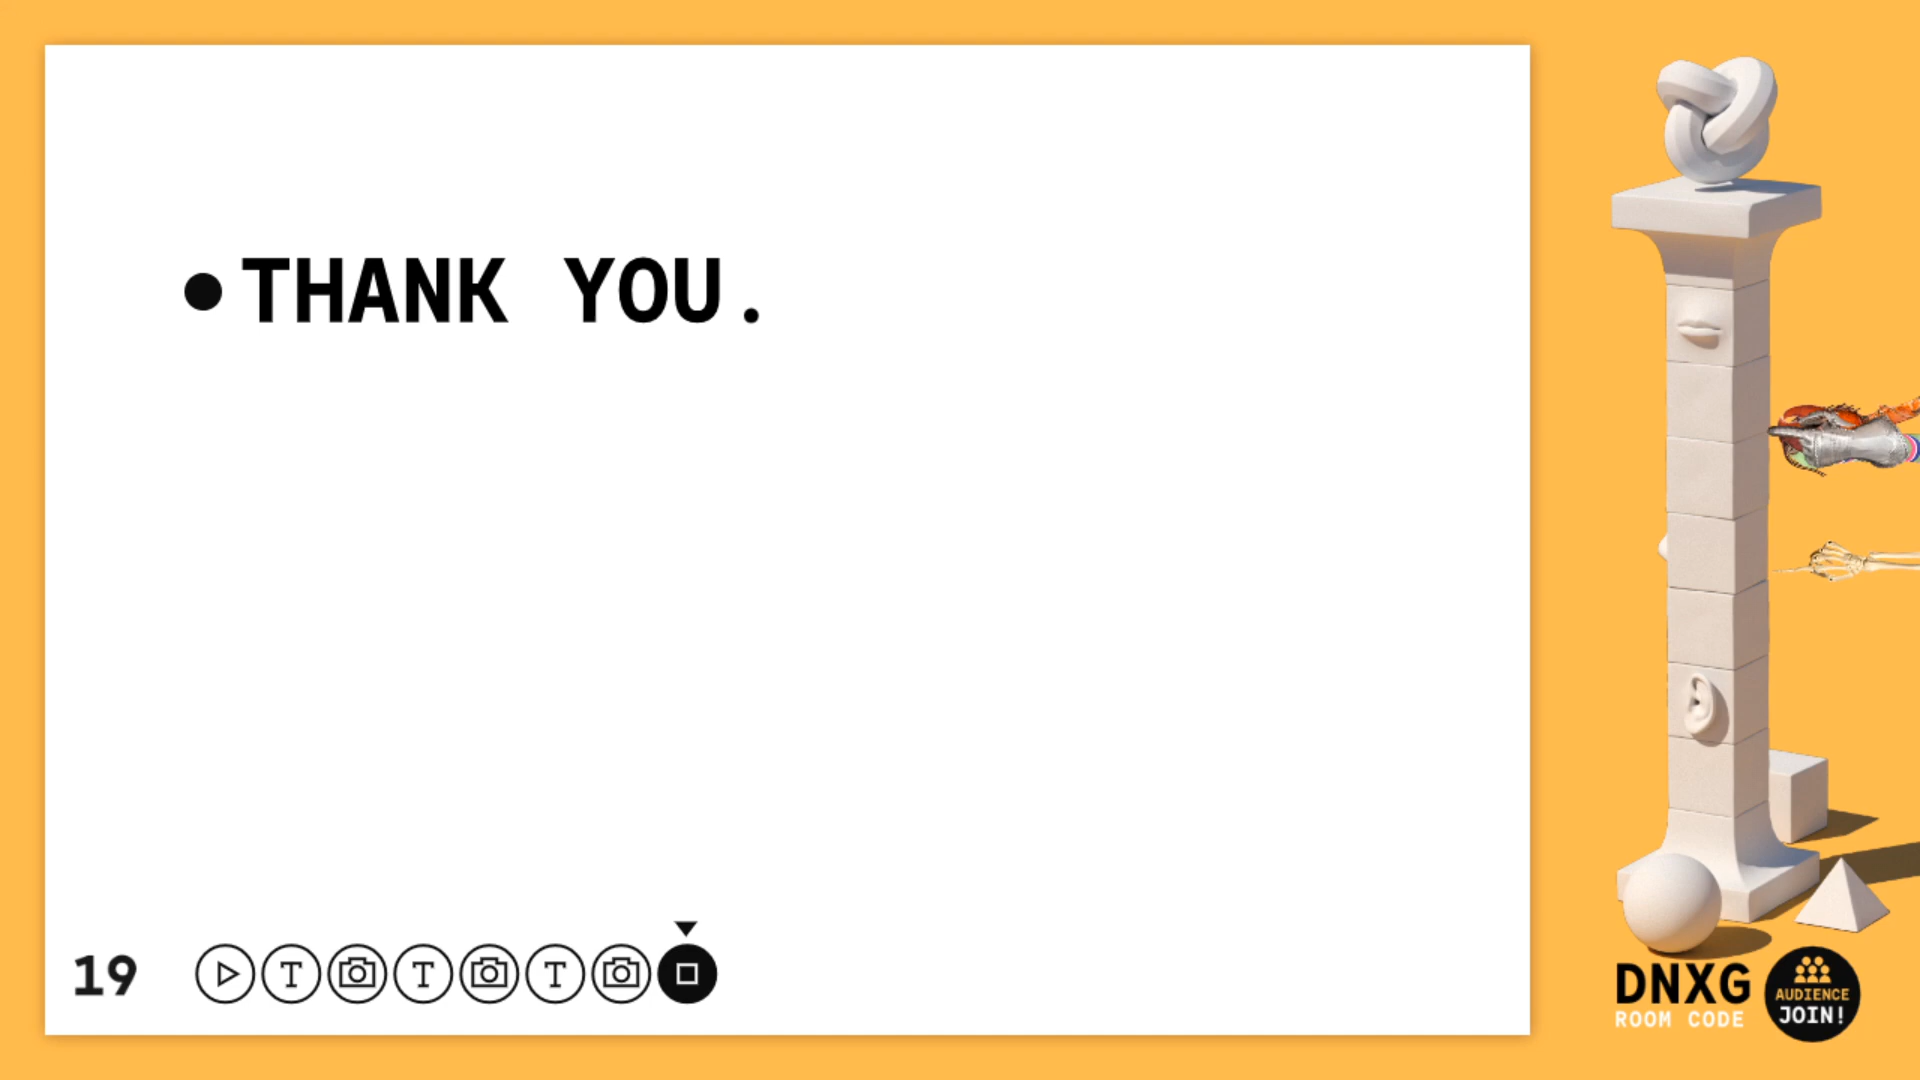 ●THANK YOU.
19
T T T
DNXG
ROOM CODE
AUDIENCE
JOIN!